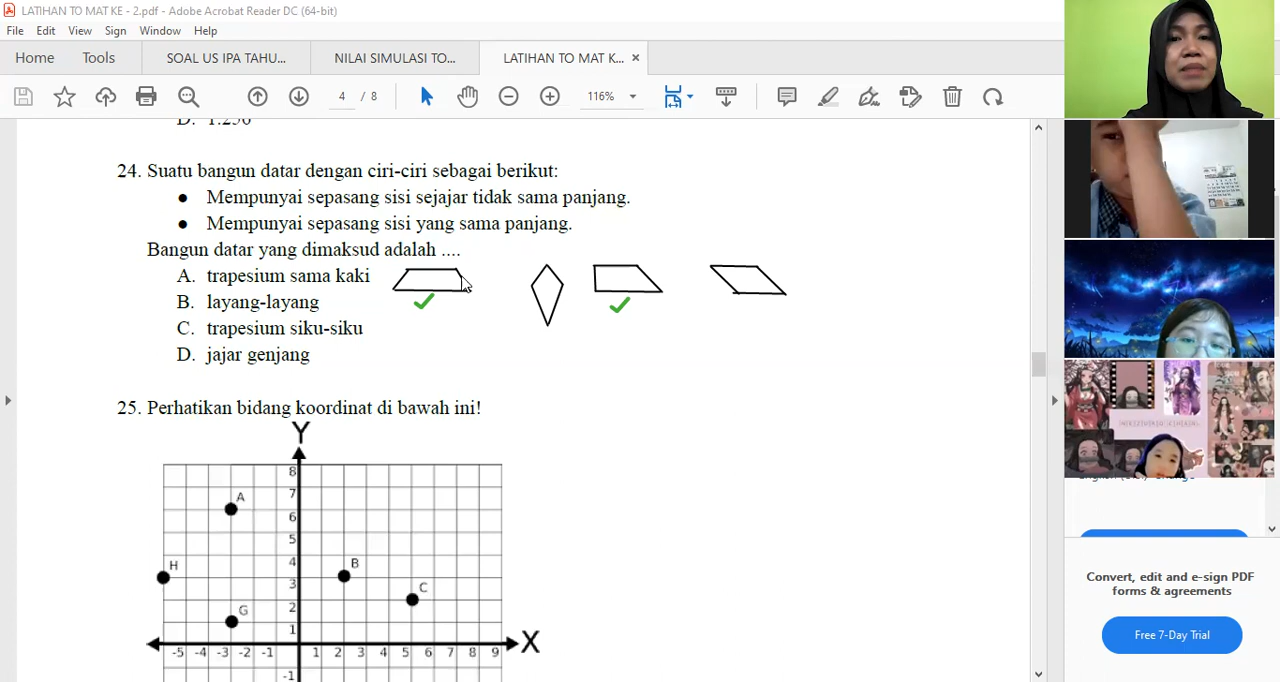 LATIHAN TO MAT KE - 2.pdf - Adobe Acrobat Reader DC (64-bit)
File Edit View Sign Window Help
Home Tools SOAL US IPA TAHU... NILAI SIMULASI TO... LATIHAN TO MAT K... ×
4 / 8 116%
D. 1.256
24. Suatu bangun datar dengan ciri-ciri sebagai berikut:
● Mempunyai sepasang sisi sejajar tidak sama panjang.
● Mempunyai sepasang sisi yang sama panjang.
Bangun datar yang dimaksud adalah ....
A. trapesium sama kaki
B. layang-layang
C. trapesium siku-siku
D. jajar genjang
25. Perhatikan bidang koordinat di bawah ini!
Y
8
7
A
6
5
4
H
B
3
C
2
G
1
X
-5 -4 -3 -2 -1 1 2 3 4 5 6 7 8 9
-1
Convert, edit and e-sign PDF
forms & agreements
Free 7-Day Trial